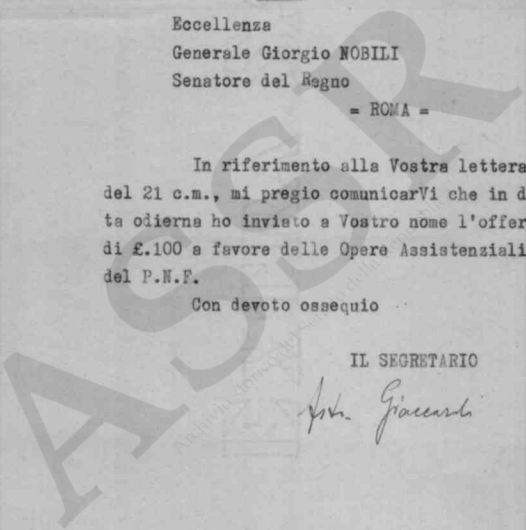 Eccellenza
Generale Giorgio NOBILI
Senatore del Regno
= ROMA =
In riferimento alla Vostra lettera
del 21 c.m., mi pregio comunicarVi che in d
ta odierna ho inviato a Vostro nome l'offer
di £.100 a favore delle Opere Assistenziali
del P.N.F.
Con devoto ossequio
IL SEGRETARIO
Giaccardi
ASSR